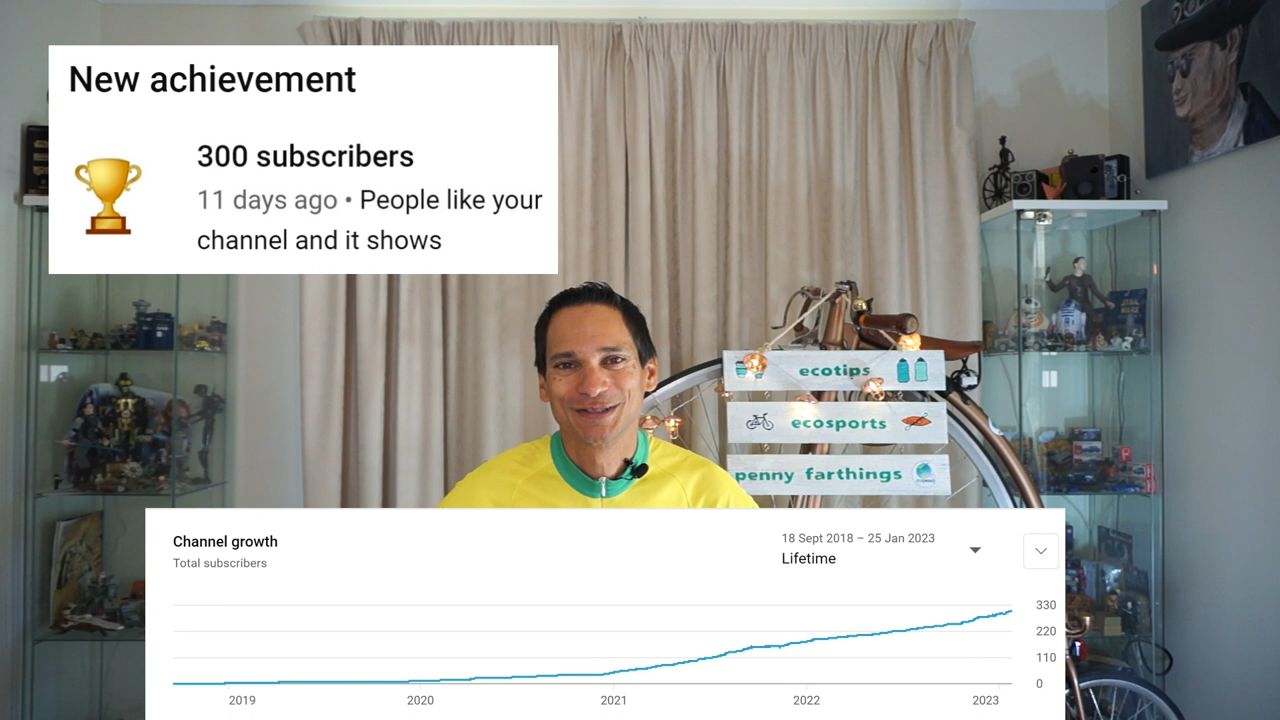 New achievement
300 subscribers
11 days ago • People like your
channel and it shows
ecotips
ecosports
penny farthings
Channel growth
Total subscribers
18 Sept 2018 – 25 Jan 2023
Lifetime
330
220
110
0
2019 2020 2021 2022 2023